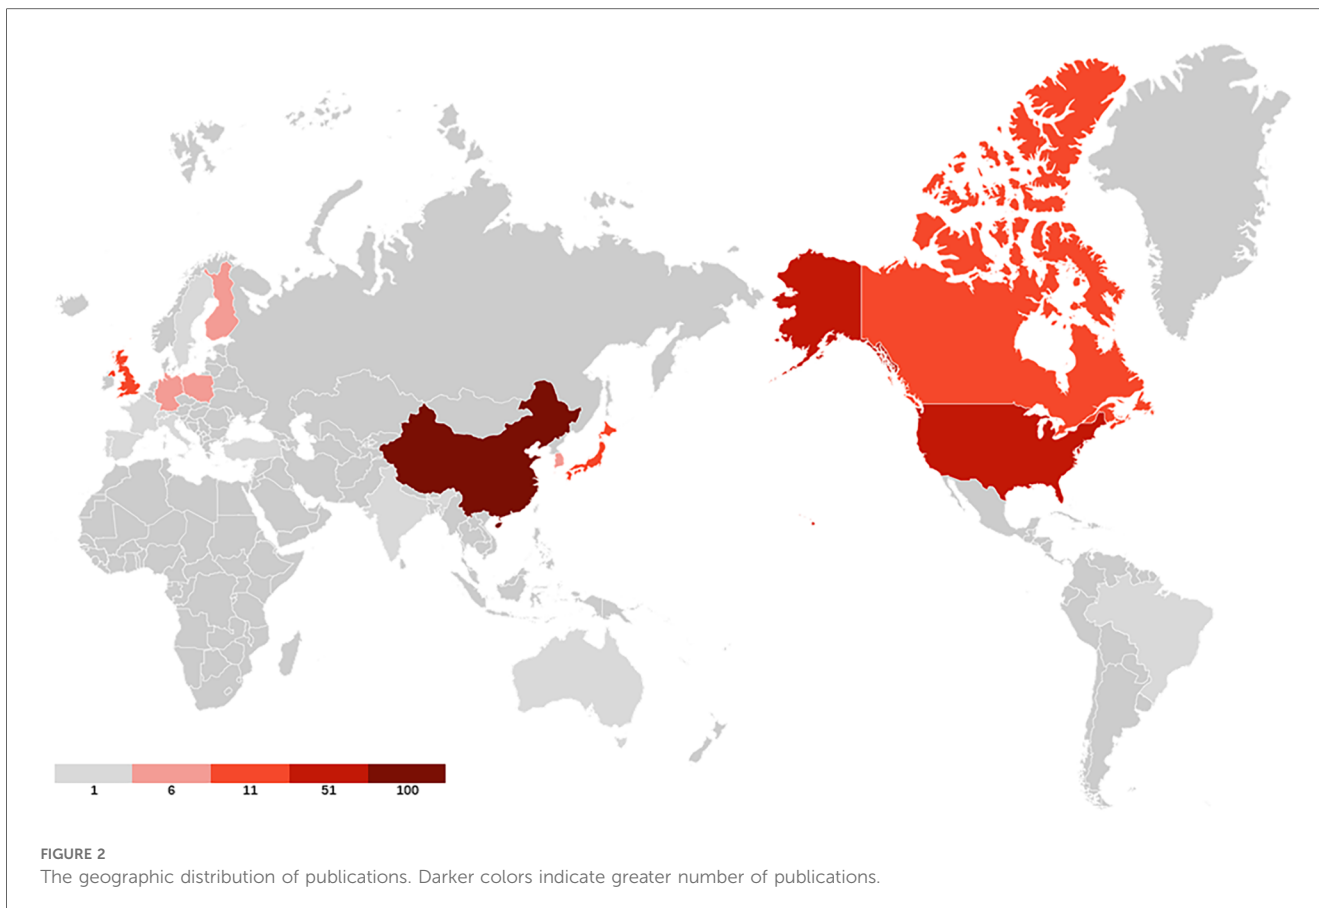 1 6 11 51 100
FIGURE 2
The geographic distribution of publications. Darker colors indicate greater number of publications.